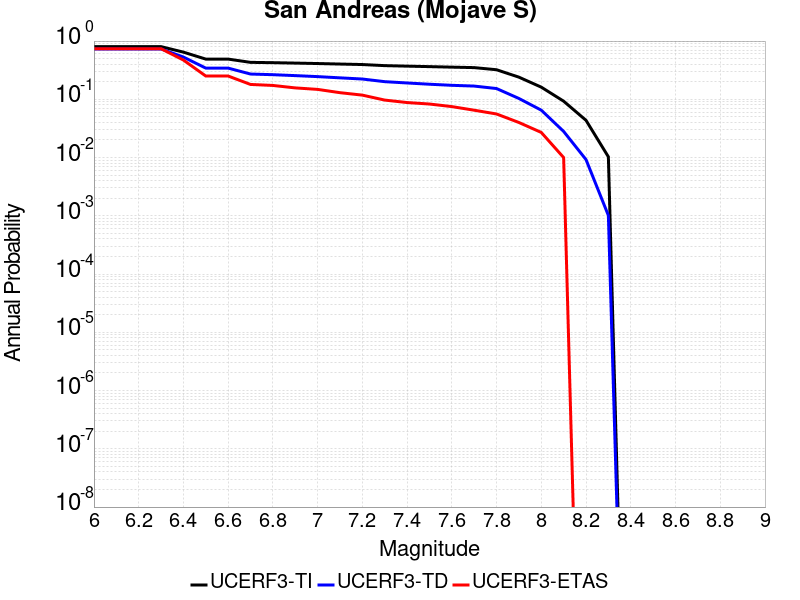 San Andreas (Mojave S)
10^0
10^-1
10^-2
10^-3
10^-4
10^-5
10^-6
10^-7
10^-8
Annual Probability
6 6.2 6.4 6.6 6.8 7 7.2 7.4 7.6 7.8 8 8.2 8.4 8.6 8.8 9
Magnitude
UCERF3-TI UCERF3-TD UCERF3-ETAS